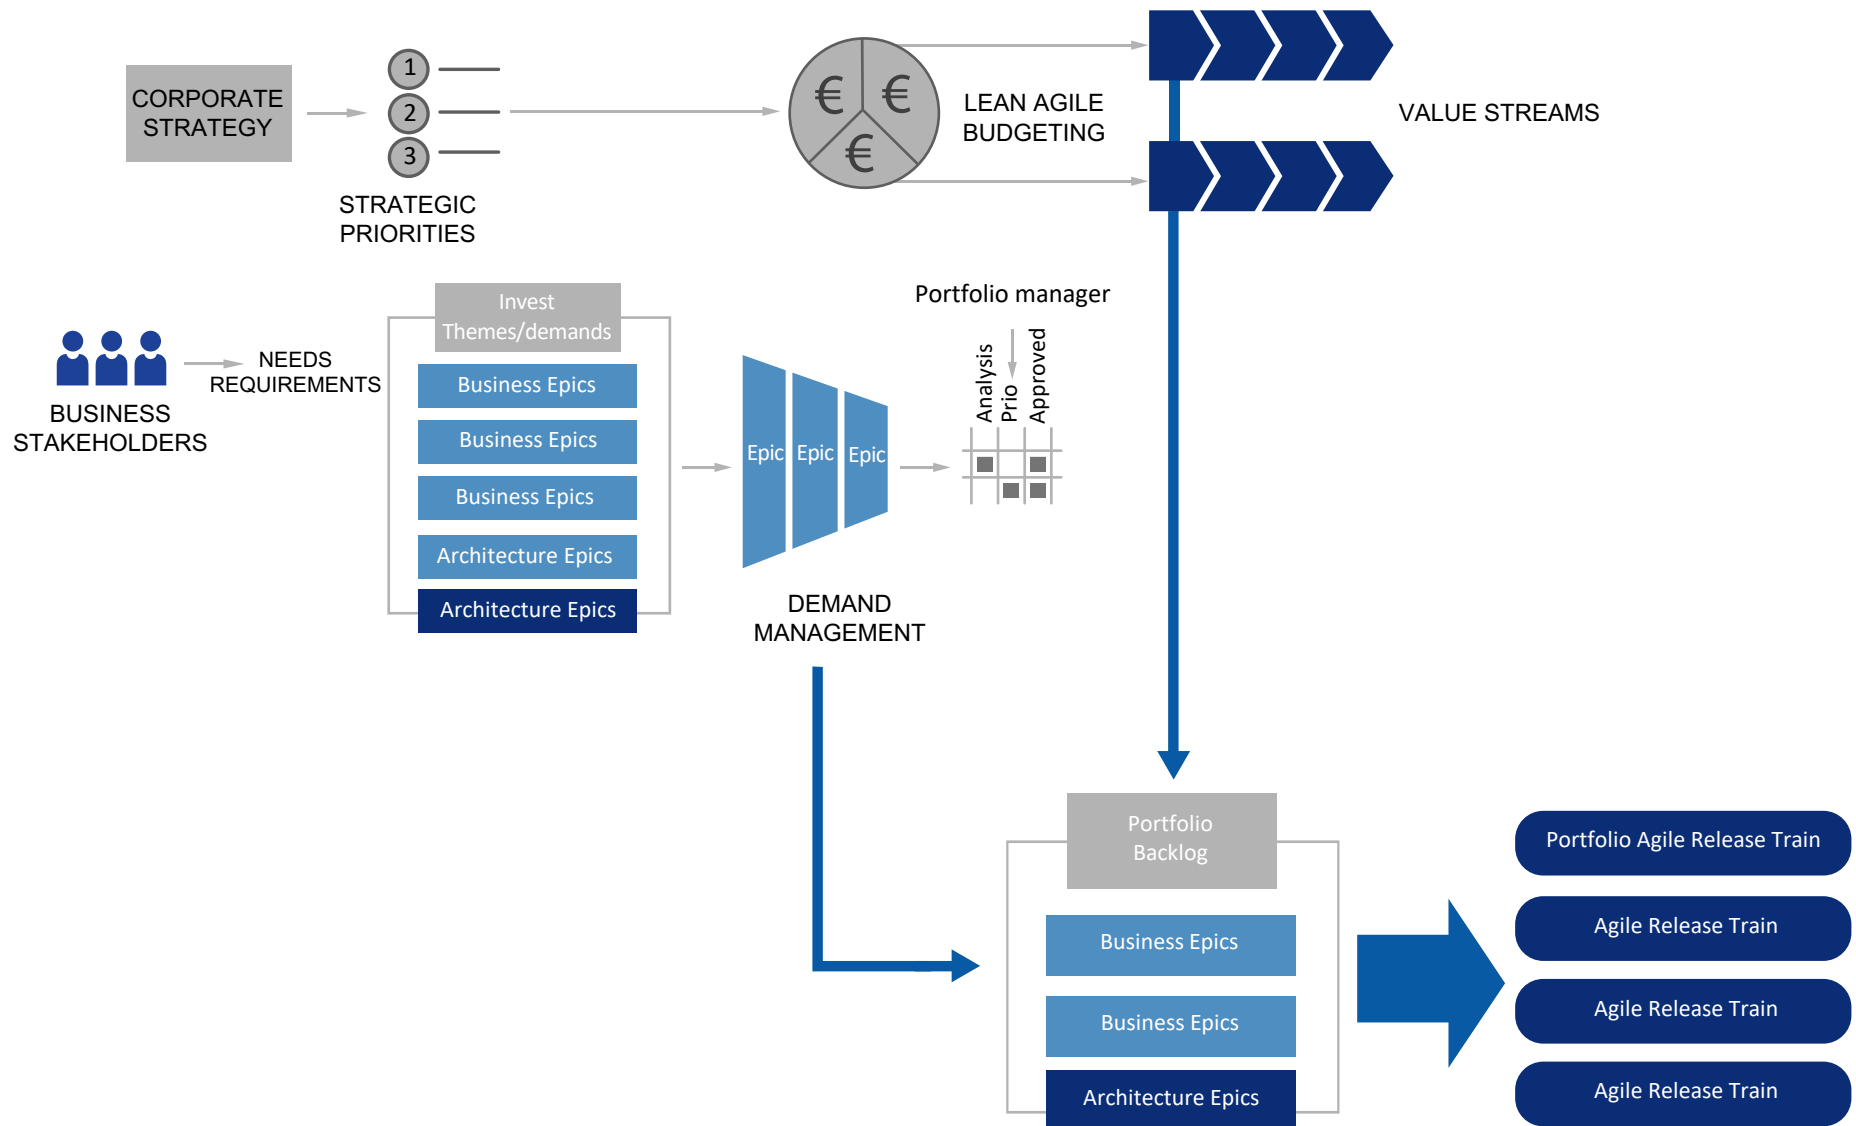 CORPORATE
STRATEGY
1
2
3
STRATEGIC
PRIORITIES
€
€
€
LEAN AGILE
BUDGETING
VALUE STREAMS
BUSINESS
STAKEHOLDERS
NEEDS
REQUIREMENTS
Invest
Themes/demands
Business Epics
Business Epics
Business Epics
Architecture Epics
Architecture Epics
Epic
Epic
Epic
DEMAND
MANAGEMENT
Portfolio manager
Analysis
Prio
Approved
Portfolio
Backlog
Business Epics
Business Epics
Architecture Epics
Portfolio Agile Release Train
Agile Release Train
Agile Release Train
Agile Release Train